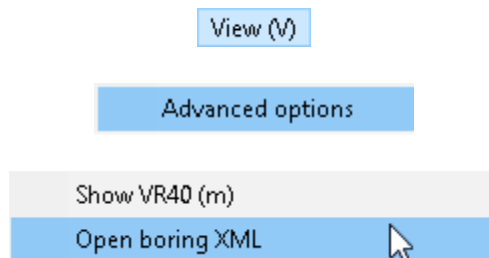 View (V)
Advanced options
Show VR40 (m)
Open boring XML